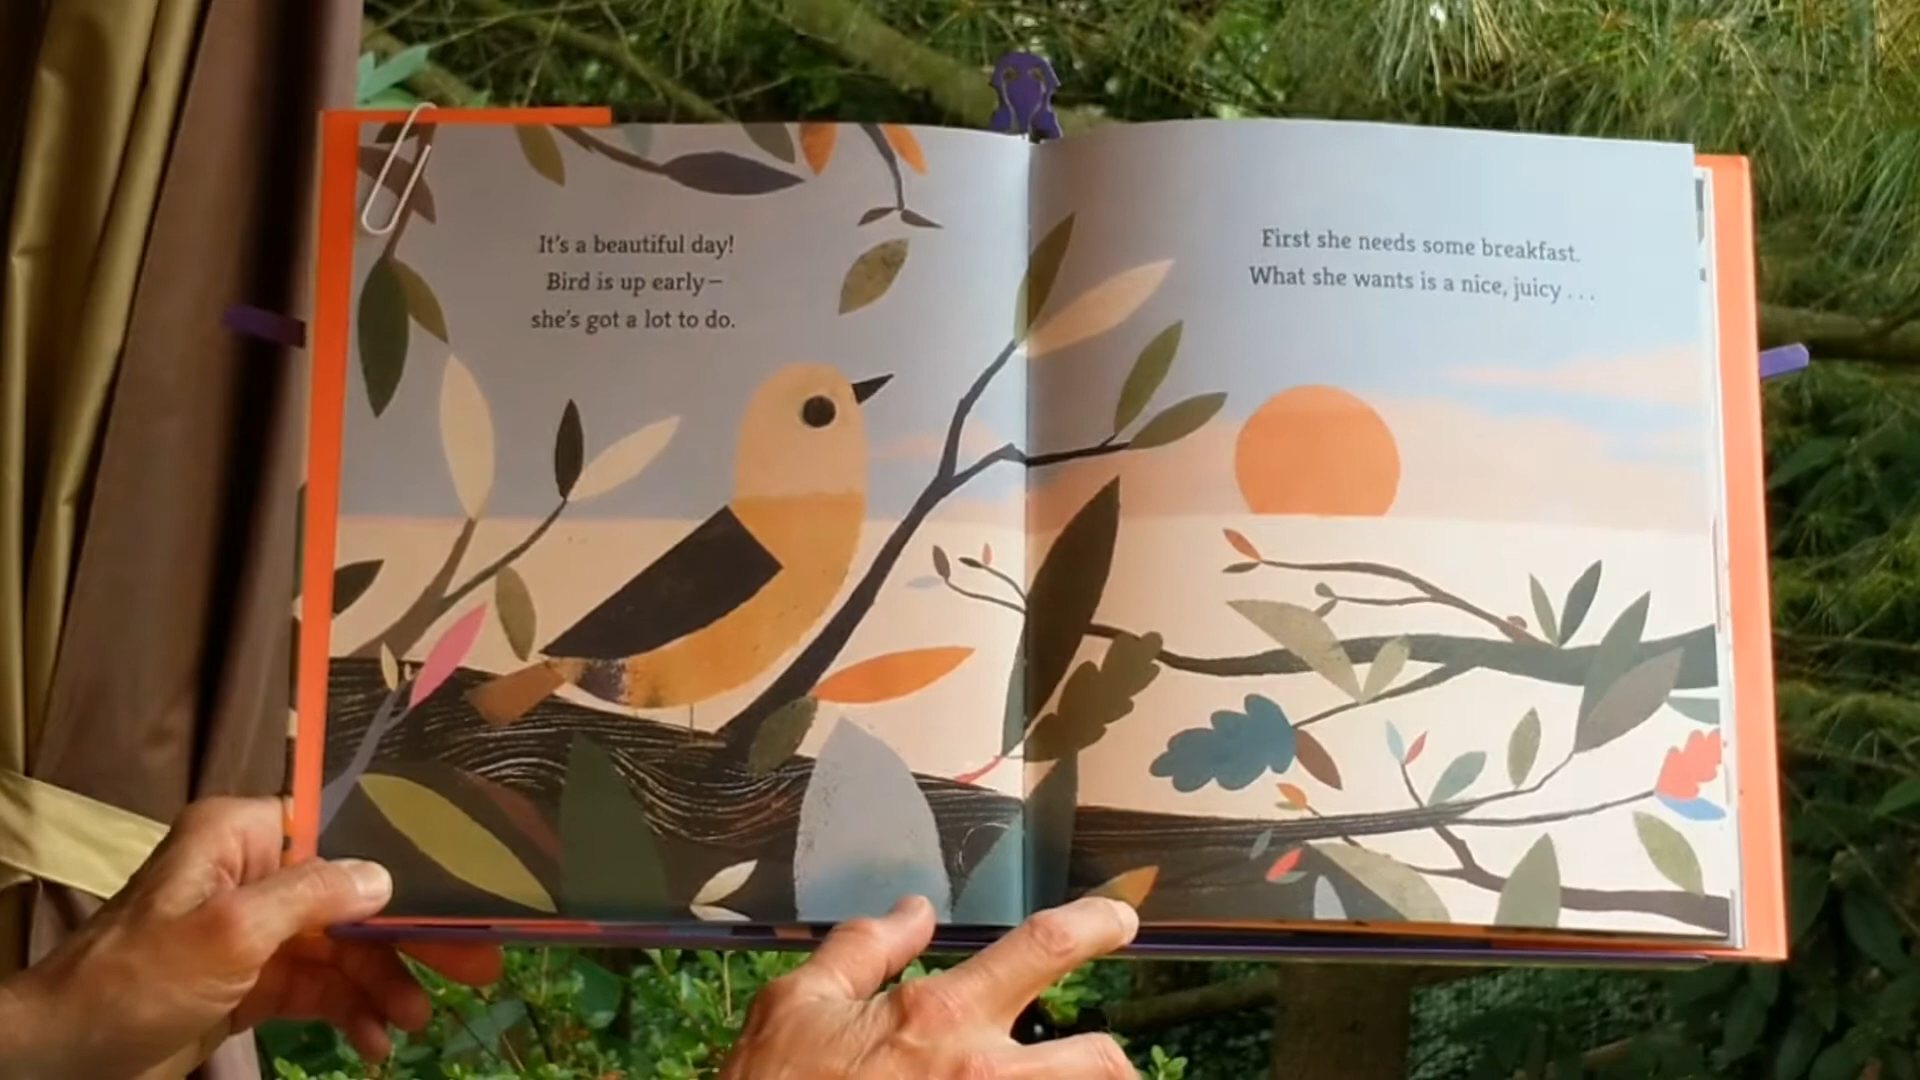 It's a beautiful day!
Bird is up early—
she's got a lot to do.
First she needs some breakfast.
What she wants is a nice, juicy . . .